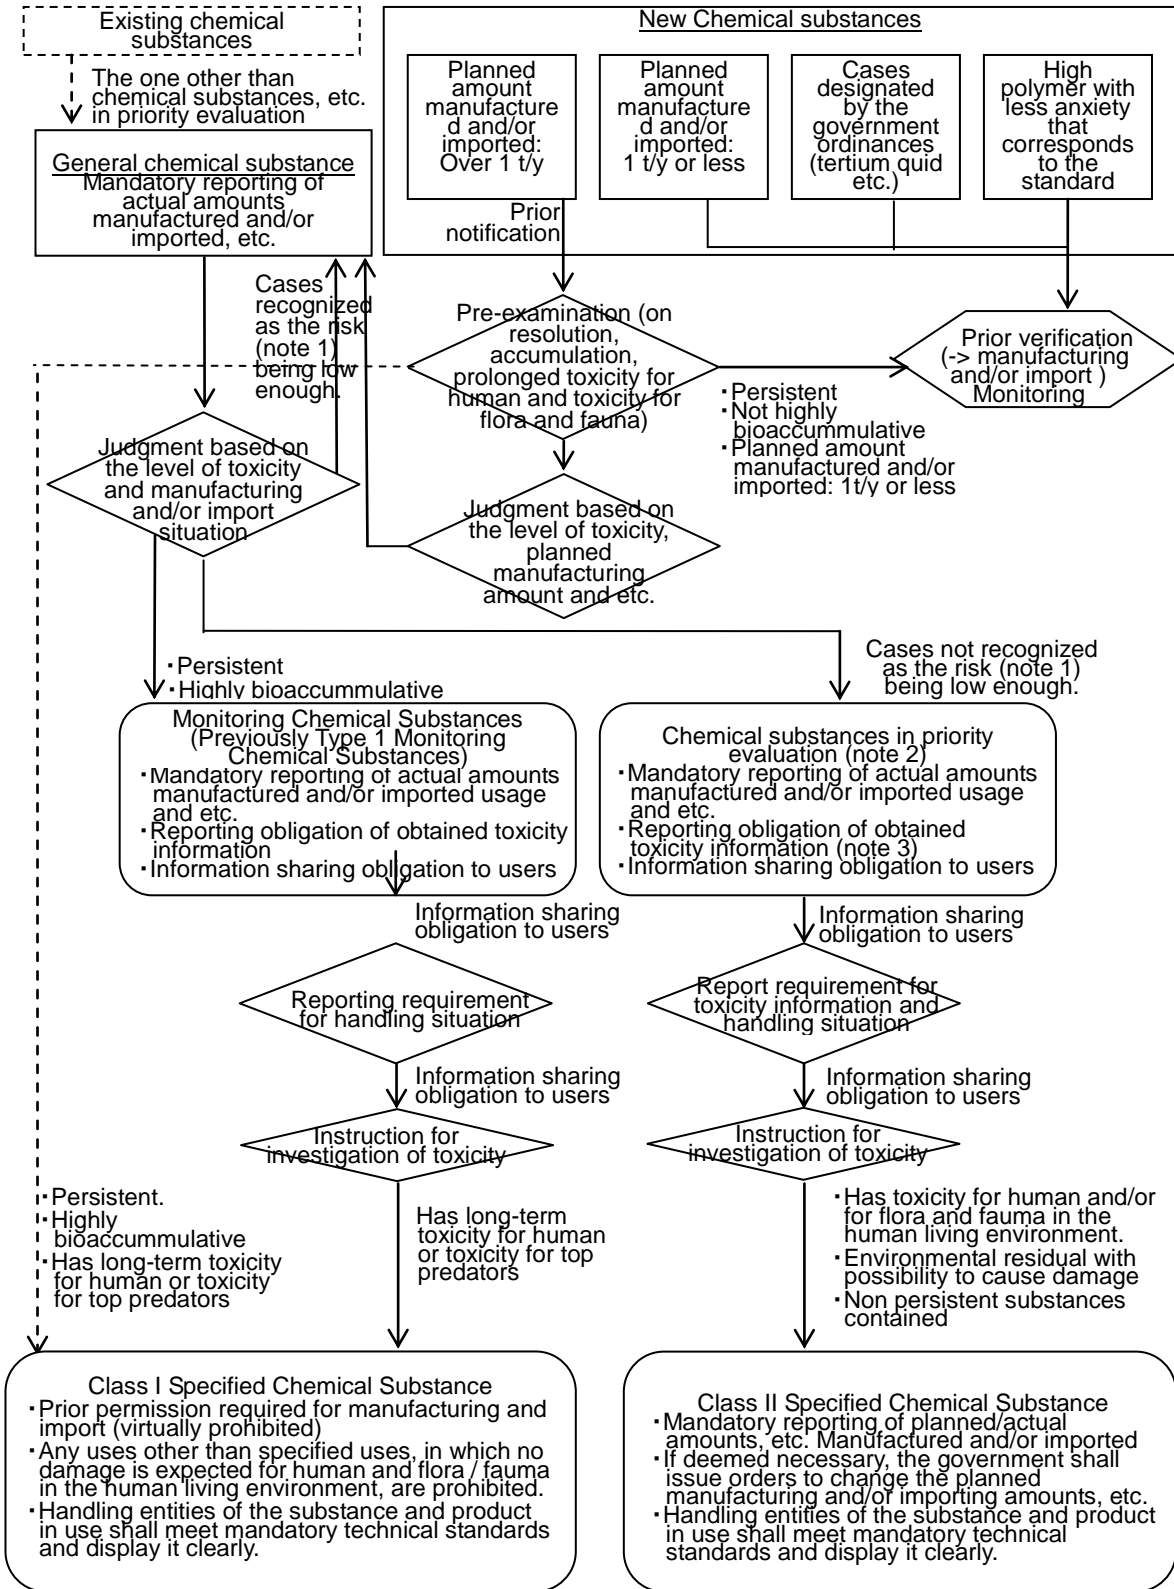 Existing chemical
substances
The one other than
chemical substances, etc.
in priority evaluation
General chemical substance
Mandatory reporting of
actual amounts
manufactured and/or
imported, etc.
New Chemical substances
Planned
amount
manufacture
d and/or
imported:
Over 1 t/y
Planned
amount
manufacture
d and/or
imported:
1 t/y or less
Cases
designated
by the
government
ordinances
(tertium quid
etc.)
High
polymer with
less anxiety
that
corresponds
to the
standard
Prior
notification
Cases
recognized
as the risk
(note 1)
being low
enough.
Pre-examination (on
resolution,
accumulation,
prolonged toxicity for
human and toxicity for
flora and fauna)
Prior verification
(-> manufacturing
and/or import )
Monitoring
・Persistent
・Not highly
bioaccummulative
・Planned amount
manufactured and/or
imported: 1t/y or less
Judgment based on
the level of toxicity
and manufacturing
and/or import
situation
Judgment based on
the level of toxicity,
planned
manufacturing
amount and etc.
・Persistent
・Highly bioaccummulative
Cases not recognized
as the risk (note 1)
being low enough.
Monitoring Chemical Substances
(Previously Type 1 Monitoring
Chemical Substances)
・Mandatory reporting of actual amounts
manufactured and/or imported usage
and etc.
・Reporting obligation of obtained toxicity
information
・Information sharing obligation to users
Chemical substances in priority
evaluation (note 2)
・Mandatory reporting of actual amounts
manufactured and/or imported usage
and etc.
・Reporting obligation of obtained
toxicity information (note 3)
・Information sharing obligation to users
Information sharing
obligation to users
Information sharing
obligation to users
Reporting requirement
for handling situation
Report requirement for
toxicity information and
handling situation
Information sharing
obligation to users
Information sharing
obligation to users
Instruction for
investigation of toxicity
Instruction for
investigation of toxicity
・Persistent.
・Highly
bioaccummulative
・Has long-term toxicity
for human or toxicity
for top predators
Has long-term
toxicity for human
or toxicity for top
predators
・Has toxicity for human and/or
for flora and fauma in the
human living environment.
・Environmental residual with
possibility to cause damage
・Non persistent substances
contained
Class I Specified Chemical Substance
・Prior permission required for manufacturing and
import (virtually prohibited)
・Any uses other than specified uses, in which no
damage is expected for human and flora / fauma
in the human living environment, are prohibited.
・Handling entities of the substance and product
in use shall meet mandatory technical standards
and display it clearly.
Class II Specified Chemical Substance
・Mandatory reporting of planned/actual
amounts, etc. Manufactured and/or imported
・If deemed necessary, the government shall
issue orders to change the planned
manufacturing and/or importing amounts, etc.
・Handling entities of the substance and product
in use shall meet mandatory technical
standards and display it clearly.